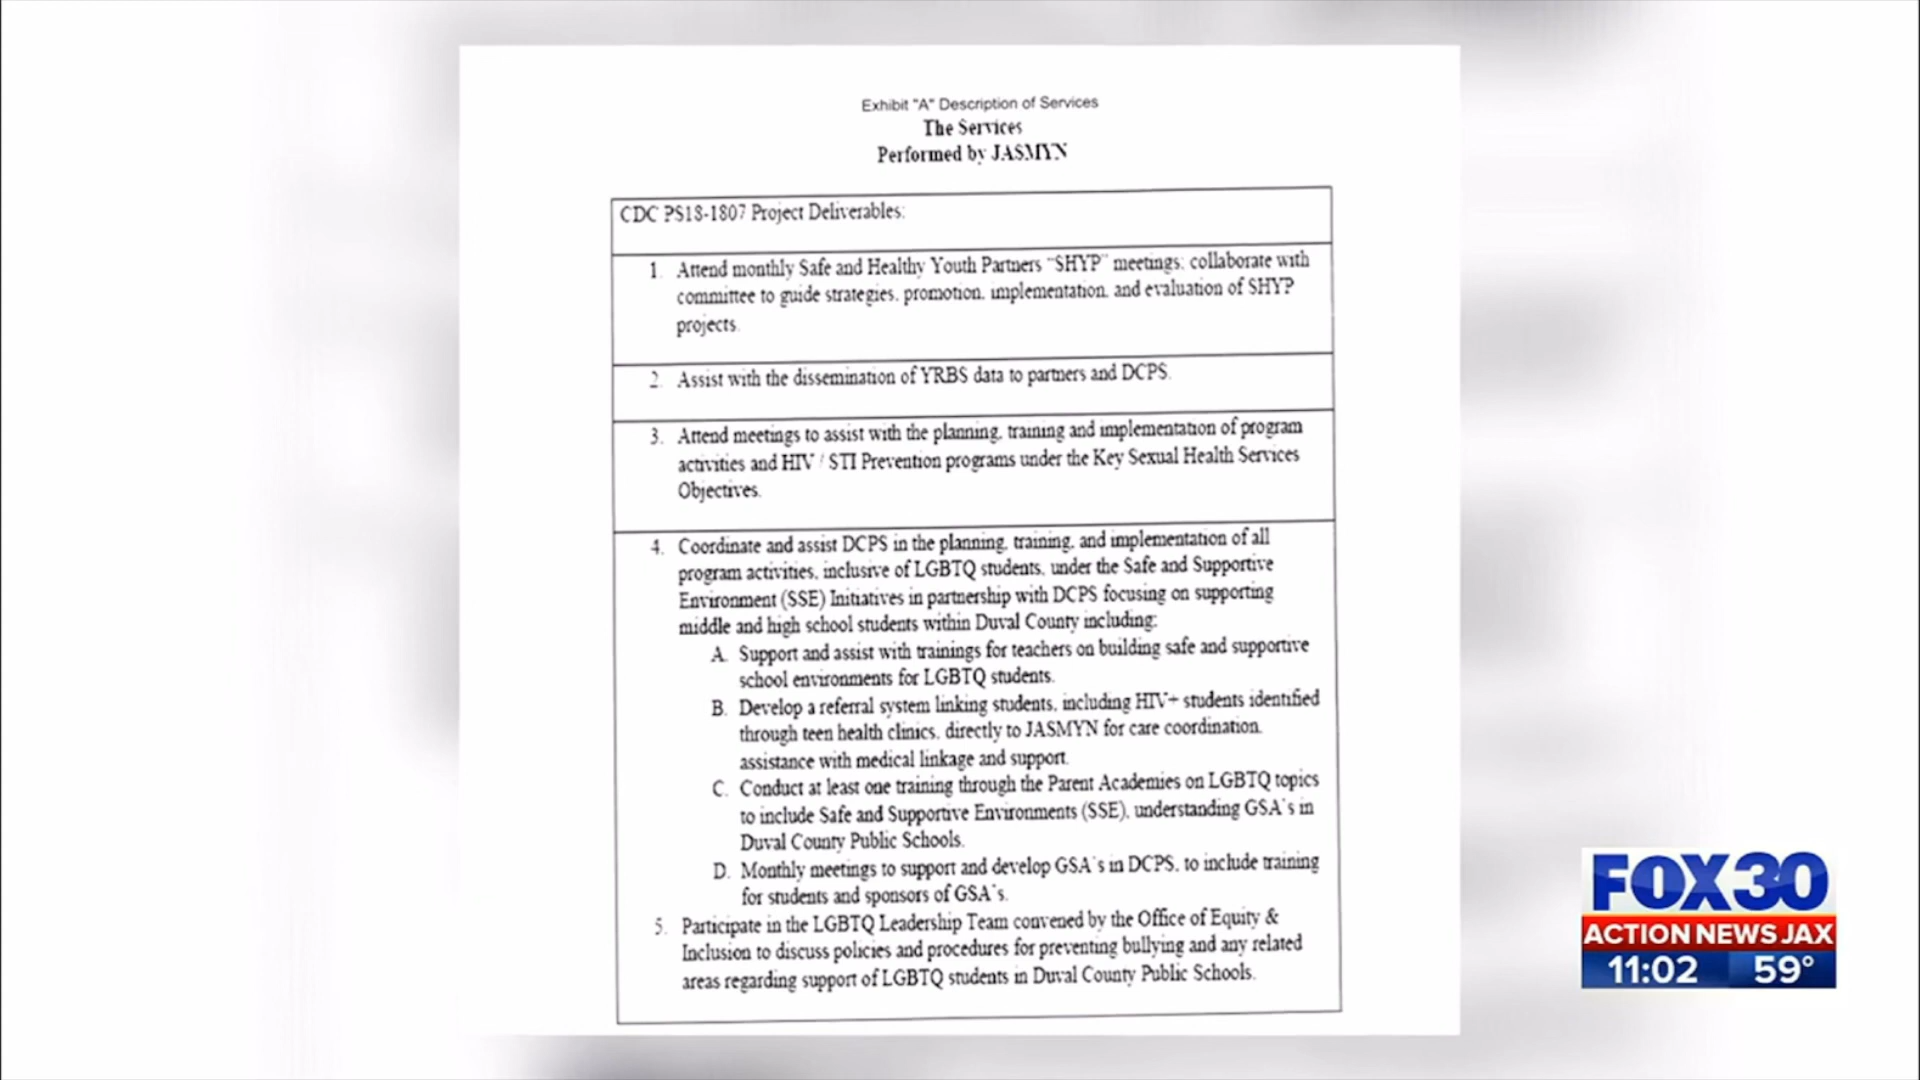 Exhibit "A" Description of Services
The Services
Performed by JASMYN
CDC PS18-1807 Project Deliverables:
1. Attend monthly Safe and Healthy Youth Partners "SHYP" meetings; collaborate with
committee to guide strategies, promotion, implementation, and evaluation of SHYP
projects.
2. Assist with the dissemination of YRBS data to partners and DCPS.
3. Attend meetings to assist with the planning, training and implementation of program
activities and HIV / STI Prevention programs under the Key Sexual Health Services
Objectives.
4. Coordinate and assist DCPS in the planning, training, and implementation of all
program activities, inclusive of LGBTQ students, under the Safe and Supportive
Environment (SSE) Initiatives in partnership with DCPS focusing on supporting
middle and high school students within Duval County including:
A. Support and assist with trainings for teachers on building safe and supportive
school environments for LGBTQ students.
B. Develop a referral system linking students, including HIV+ students identified
through teen health clinics, directly to JASMYN for care coordination,
assistance with medical linkage and support.
C. Conduct at least one training through the Parent Academies on LGBTQ topics
to include Safe and Supportive Environments (SSE), understanding GSA's in
Duval County Public Schools.
D. Monthly meetings to support and develop GSA's in DCPS, to include training
for students and sponsors of GSA's.
5. Participate in the LGBTQ Leadership Team convened by the Office of Equity &
Inclusion to discuss policies and procedures for preventing bullying and any related
areas regarding support of LGBTQ students in Duval County Public Schools.
FOX30
ACTION NEWS JAX
11:02 59°